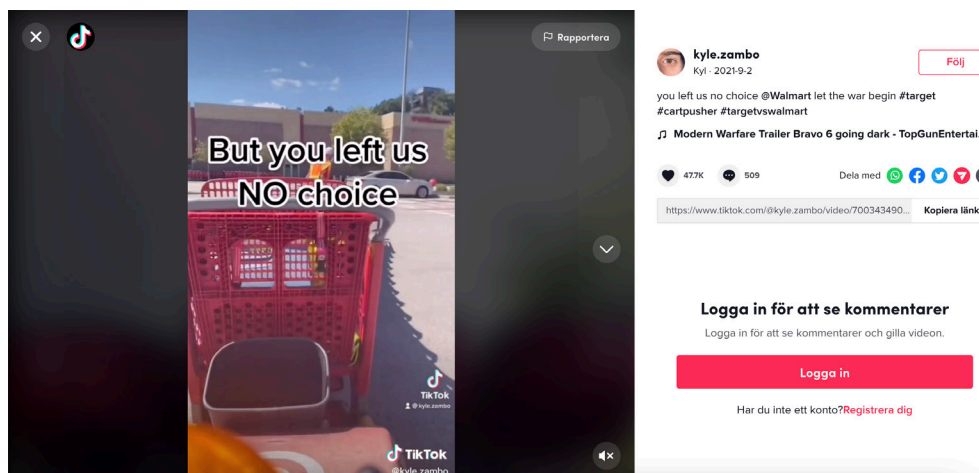 Rapportera
But you left us
NO choice
TikTok
@kyle.zambo
TikTok
@kyle.zambo
kyle.zambo
Kyl · 2021-9-2
Följ
you left us no choice @Walmart let the war begin #target
#cartpusher #targetvswalmart
Modern Warfare Trailer Bravo 6 going dark - TopGunEntertai.
47.7K
509
Dela med
https://www.tiktok.com/@kyle.zambo/video/700343490...
Kopiera länk
Logga in för att se kommentarer
Logga in för att se kommentarer och gilla videon.
Logga in
Har du inte ett konto?Registrera dig